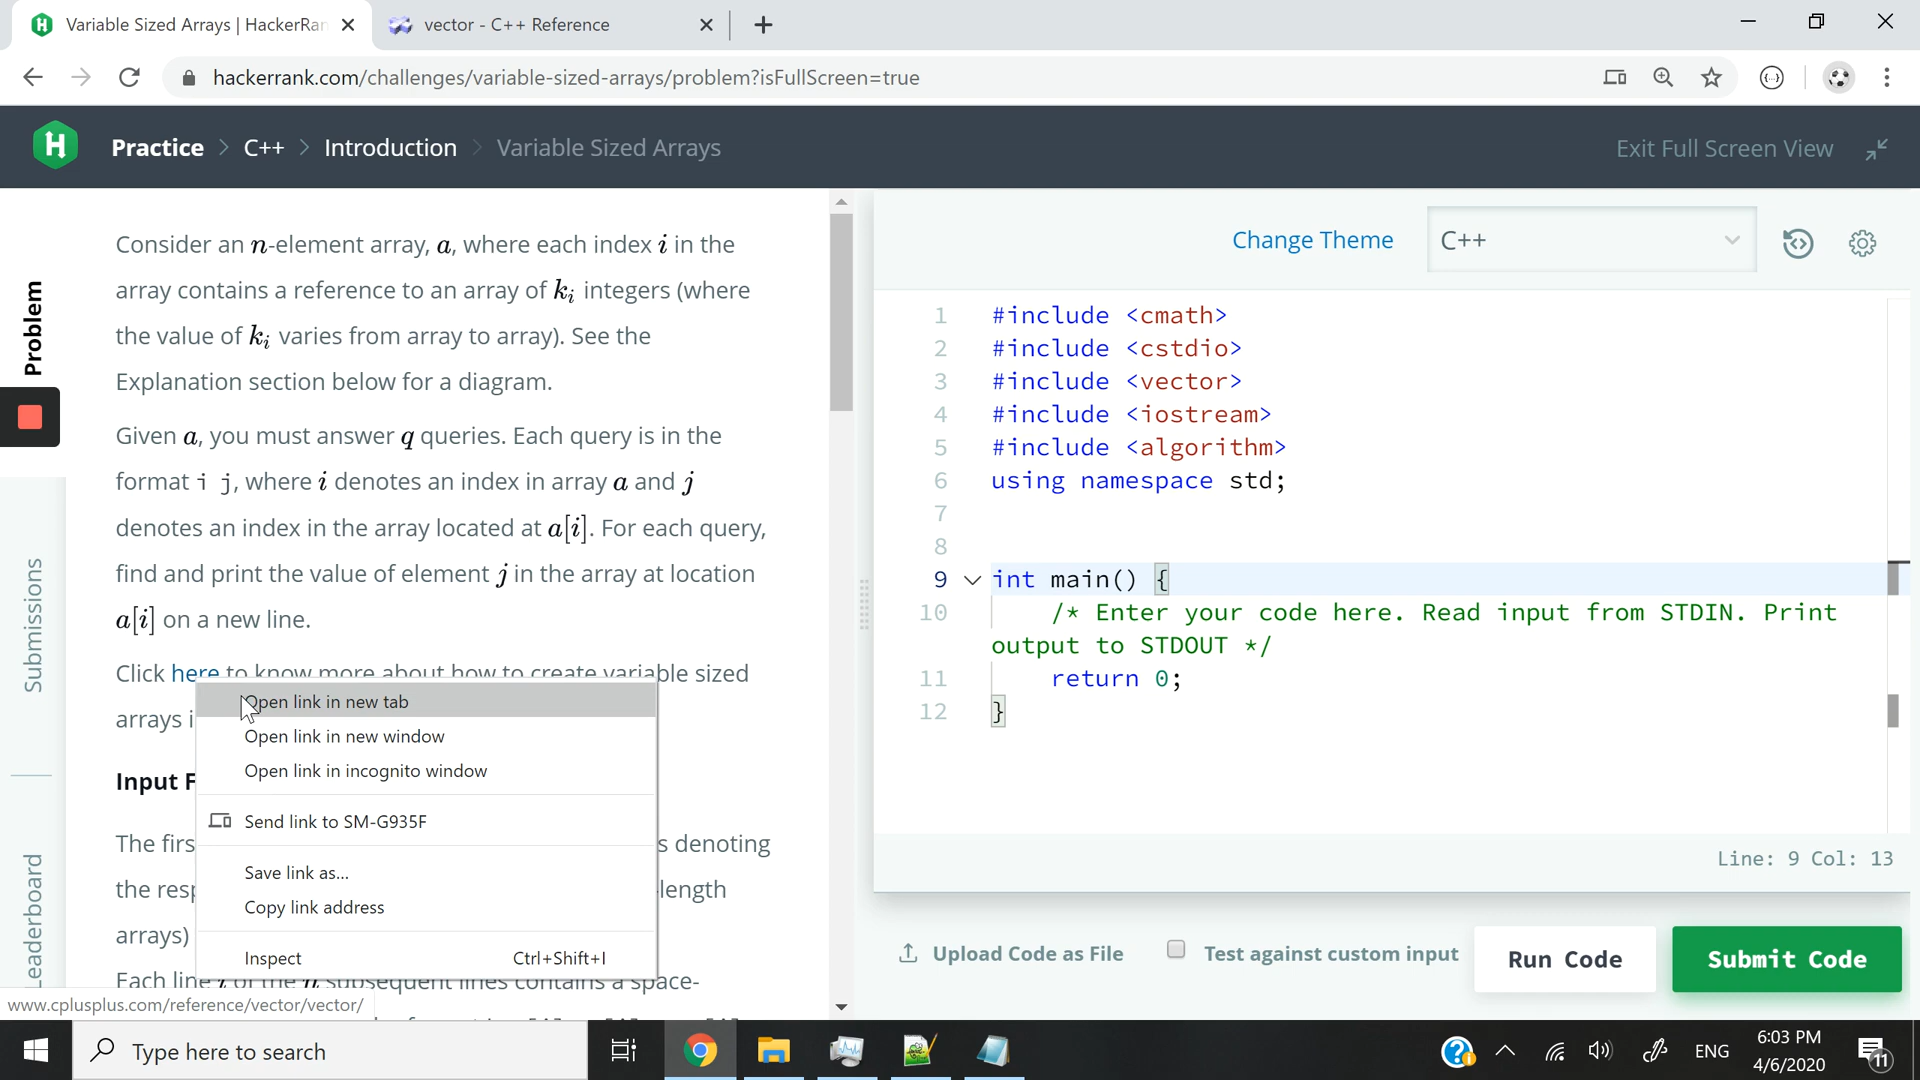 Variable Sized Arrays | HackerRan
vector - C++ Reference
hackerrank.com/challenges/variable-sized-arrays/problem?isFullScreen=true
H
Practice > C++ > Introduction > Variable Sized Arrays
Exit Full Screen View
Problem
Submissions
Leaderboard
Consider an n-element array, a, where each index i in the
array contains a reference to an array of kᵢ integers (where
the value of kᵢ varies from array to array). See the
Explanation section below for a diagram.
Given a, you must answer q queries. Each query is in the
format i j, where i denotes an index in array a and j
denotes an index in the array located at a[i]. For each query,
find and print the value of element j in the array at location
a[i] on a new line.
Click here to know more about how to create variable sized
arrays i
Input F
The firs s denoting
the resp -length
arrays)
Each line i of the n subsequent lines contains a space-
Open link in new tab
Open link in new window
Open link in incognito window
Send link to SM-G935F
Save link as...
Copy link address
Inspect Ctrl+Shift+I
www.cplusplus.com/reference/vector/vector/
Change Theme
C++
1 #include <cmath>
2 #include <cstdio>
3 #include <vector>
4 #include <iostream>
5 #include <algorithm>
6 using namespace std;
7
8
9 int main() {
10 /* Enter your code here. Read input from STDIN. Print
output to STDOUT */
11 return 0;
12 }
Line: 9 Col: 13
Upload Code as File
Test against custom input
Run Code
Submit Code
Type here to search
ENG
6:03 PM
4/6/2020
11